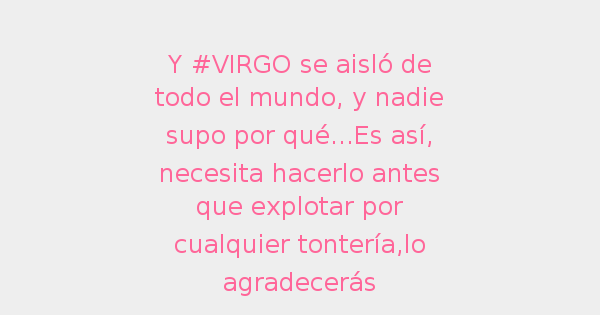 Y #VIRGO se aisló de
todo el mundo, y nadie
supo por qué...Es así,
necesita hacerlo antes
que explotar por
cualquier tontería,lo
agradecerás